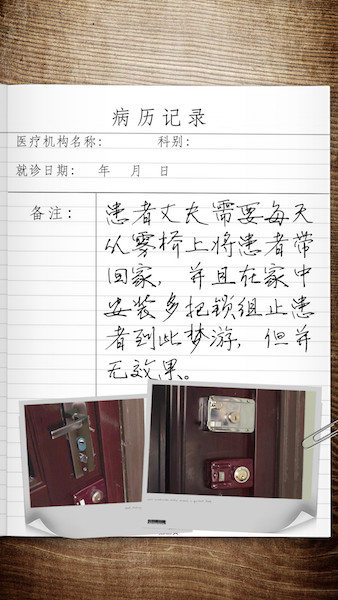 病历记录
医疗机构名称： 科别：
就诊日期： 年 月 日
备注：
患者丈夫需要每天
从雾桥上将患者带
回家，并且在家中
安装多把锁组止患
者到此梦游，但并
无效果。